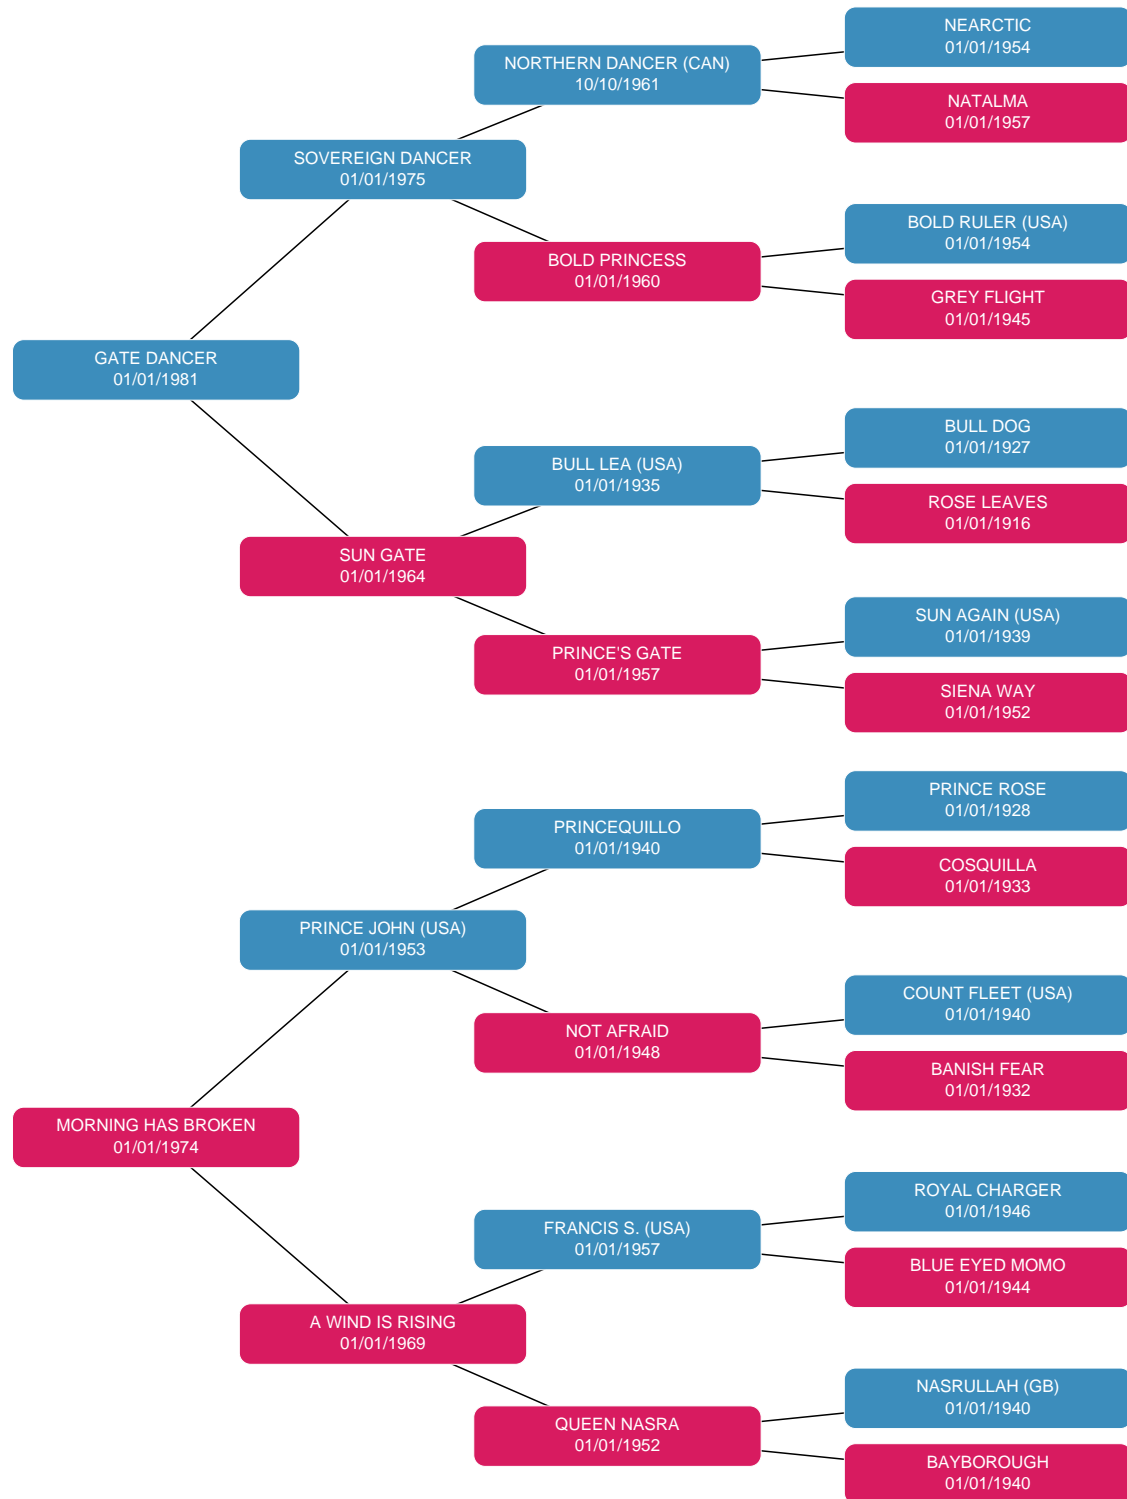 NEARCTIC
01/01/1954
NORTHERN DANCER (CAN)
10/10/1961
NATALMA
01/01/1957
SOVEREIGN DANCER
01/01/1975
BOLD RULER (USA)
01/01/1954
BOLD PRINCESS
01/01/1960
GREY FLIGHT
01/01/1945
GATE DANCER
01/01/1981
BULL DOG
01/01/1927
BULL LEA (USA)
01/01/1935
ROSE LEAVES
01/01/1916
SUN GATE
01/01/1964
SUN AGAIN (USA)
01/01/1939
PRINCE'S GATE
01/01/1957
SIENA WAY
01/01/1952
PRINCE ROSE
01/01/1928
PRINCEQUILLO
01/01/1940
COSQUILLA
01/01/1933
PRINCE JOHN (USA)
01/01/1953
COUNT FLEET (USA)
01/01/1940
NOT AFRAID
01/01/1948
BANISH FEAR
01/01/1932
MORNING HAS BROKEN
01/01/1974
ROYAL CHARGER
01/01/1946
FRANCIS S. (USA)
01/01/1957
BLUE EYED MOMO
01/01/1944
A WIND IS RISING
01/01/1969
NASRULLAH (GB)
01/01/1940
QUEEN NASRA
01/01/1952
BAYBOROUGH
01/01/1940